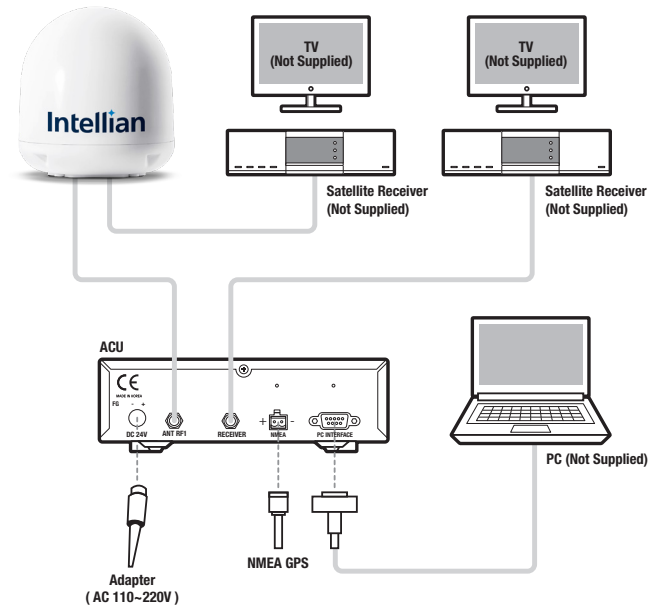 Intellian
TV
(Not Supplied)
TV
(Not Supplied)
Satellite Receiver
(Not Supplied)
Satellite Receiver
(Not Supplied)
ACU
CE
MADE IN KOREA
FG - +
DC 24V
ANT RF1
RECEIVER
+ -
NMEA
PC INTERFACE
PC (Not Supplied)
NMEA GPS
Adapter
( AC 110~220V )